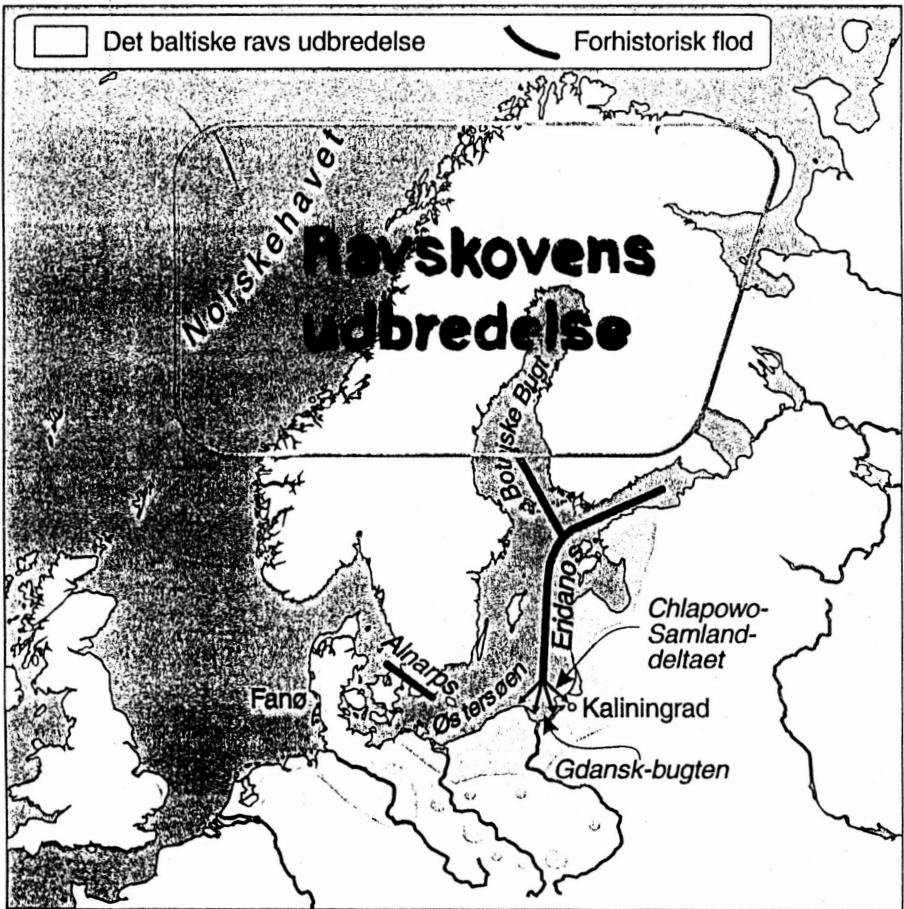 Det baltiske ravs udbredelse
Forhistorisk flod
Norskehavet
Ravskovens
udbredelse
Botniske Bugt
Eridanos
Chlapowo-
Samland-
deltaet
Alnarps
Fanø
Østersøen
Kaliningrad
Gdansk-bugten